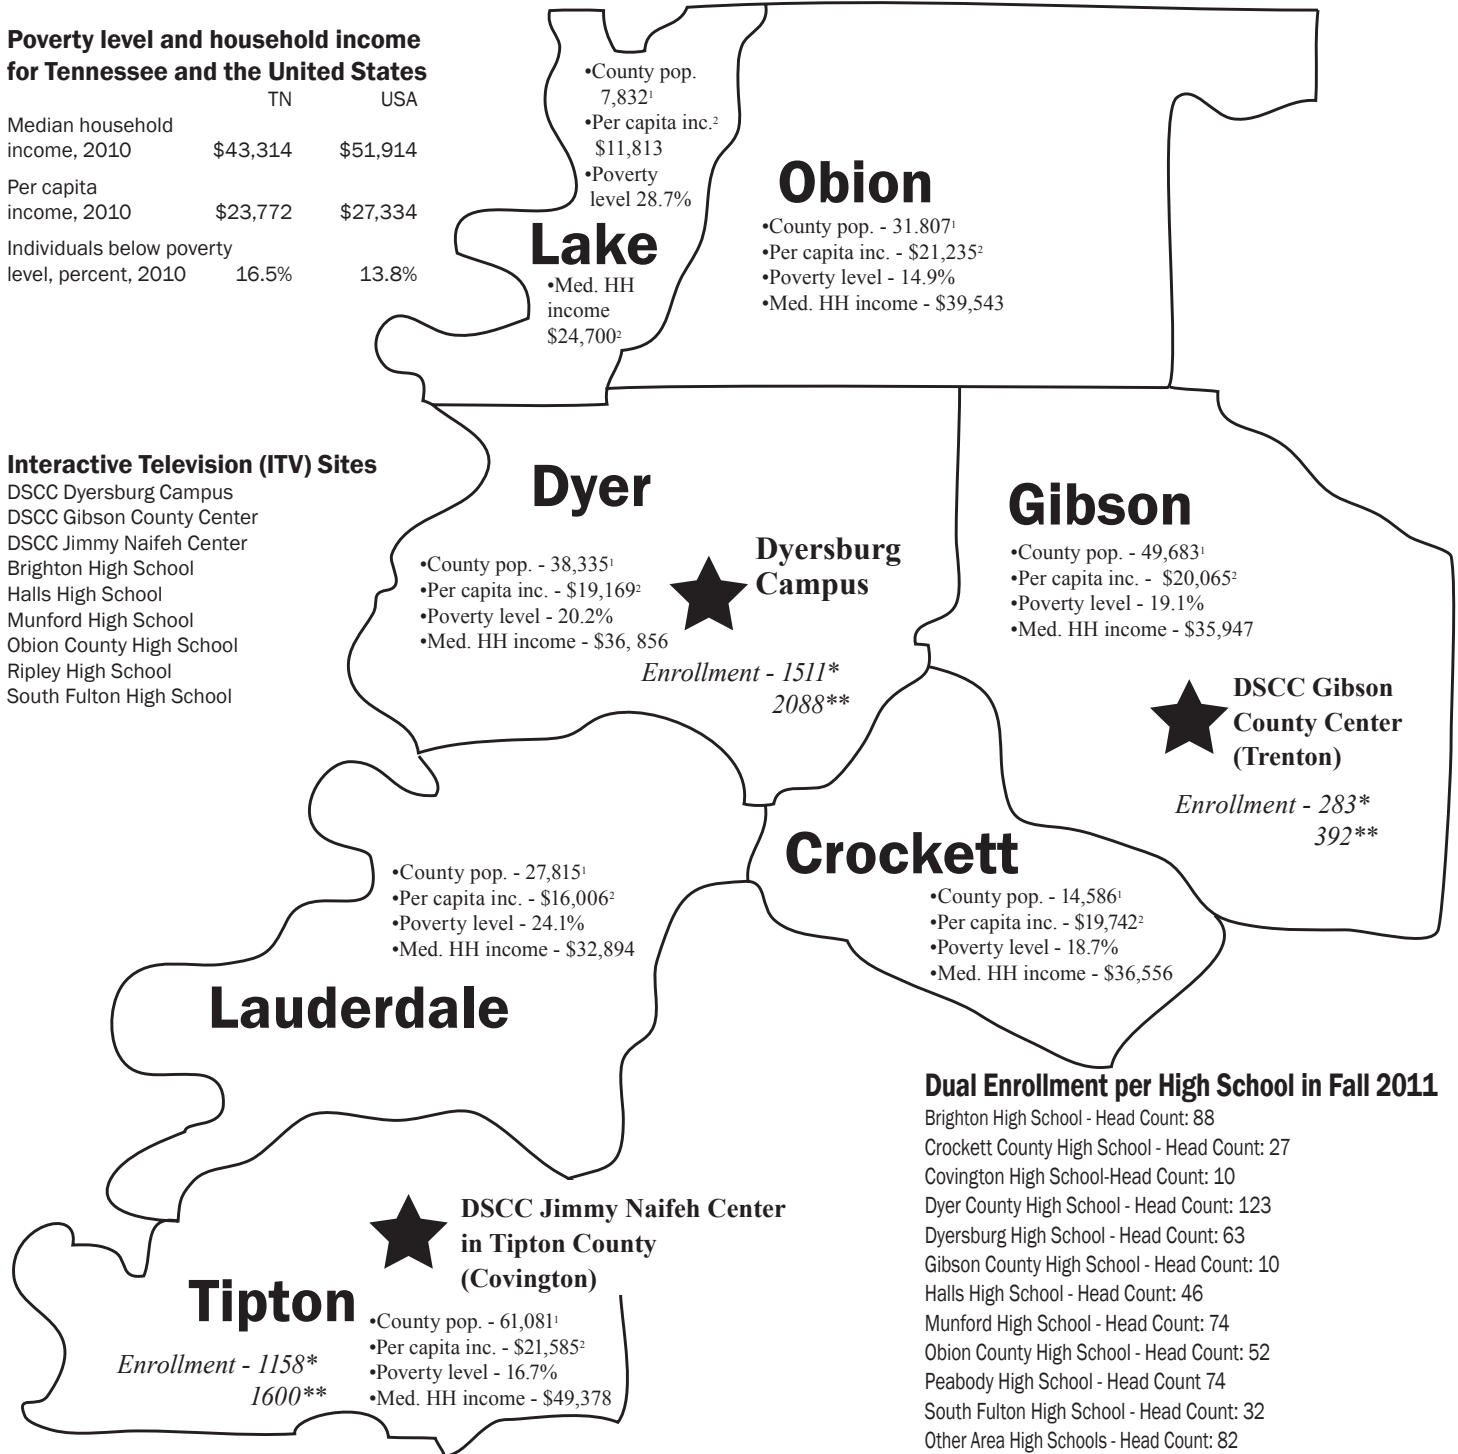 Poverty level and household income
for Tennessee and the United States
TN USA
Median household
income, 2010 $43,314 $51,914
Per capita
income, 2010 $23,772 $27,334
Individuals below poverty
level, percent, 2010 16.5% 13.8%
•County pop.
7,832¹
•Per capita inc.²
$11,813
•Poverty
level 28.7%
Lake
•Med. HH
income
$24,700²
Obion
•County pop. - 31.807¹
•Per capita inc. - $21,235²
•Poverty level - 14.9%
•Med. HH income - $39,543
Interactive Television (ITV) Sites
DSCC Dyersburg Campus
DSCC Gibson County Center
DSCC Jimmy Naifeh Center
Brighton High School
Halls High School
Munford High School
Obion County High School
Ripley High School
South Fulton High School
Dyer
•County pop. - 38,335¹
•Per capita inc. - $19,169²
•Poverty level - 20.2%
•Med. HH income - $36, 856
Dyersburg
Campus
Enrollment - 1511*
2088**
Gibson
•County pop. - 49,683¹
•Per capita inc. - $20,065²
•Poverty level - 19.1%
•Med. HH income - $35,947
DSCC Gibson
County Center
(Trenton)
Enrollment - 283*
392**
Crockett
•County pop. - 14,586¹
•Per capita inc. - $19,742²
•Poverty level - 18.7%
•Med. HH income - $36,556
•County pop. - 27,815¹
•Per capita inc. - $16,006²
•Poverty level - 24.1%
•Med. HH income - $32,894
Lauderdale
DSCC Jimmy Naifeh Center
in Tipton County
(Covington)
Tipton
Enrollment - 1158*
1600**
•County pop. - 61,081¹
•Per capita inc. - $21,585²
•Poverty level - 16.7%
•Med. HH income - $49,378
Dual Enrollment per High School in Fall 2011
Brighton High School - Head Count: 88
Crockett County High School - Head Count: 27
Covington High School-Head Count: 10
Dyer County High School - Head Count: 123
Dyersburg High School - Head Count: 63
Gibson County High School - Head Count: 10
Halls High School - Head Count: 46
Munford High School - Head Count: 74
Obion County High School - Head Count: 52
Peabody High School - Head Count 74
South Fulton High School - Head Count: 32
Other Area High Schools - Head Count: 82